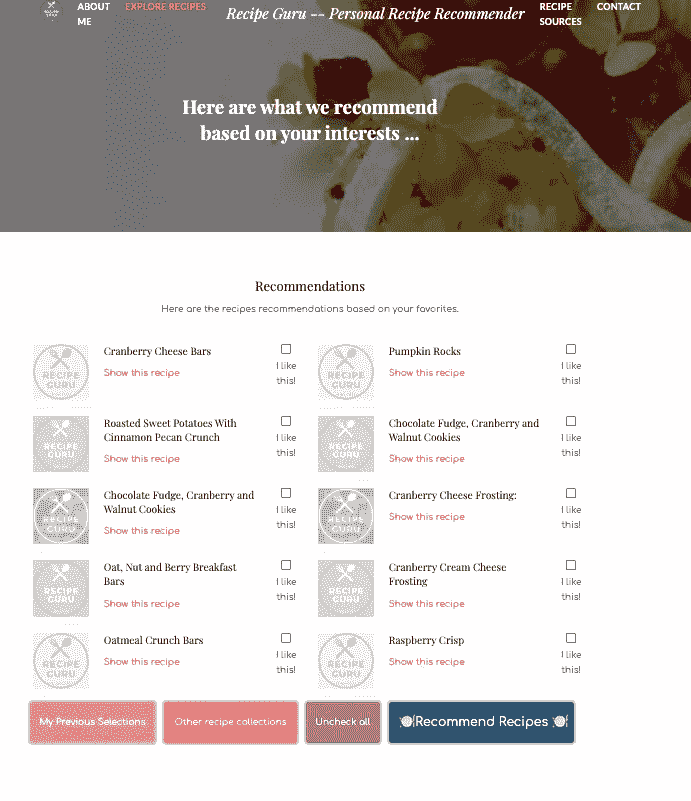 ABOUT ME
EXPLORE RECIPES
Recipe Guru -- Personal Recipe Recommender
RECIPE SOURCES
CONTACT
Here are what we recommend
based on your interests ...
Recommendations
Here are the recipes recommendations based on your favorites.
RECIPE GURU
Cranberry Cheese Bars
Show this recipe
I like this!
RECIPE GURU
Pumpkin Rocks
Show this recipe
I like this!
RECIPE GURU
Roasted Sweet Potatoes With
Cinnamon Pecan Crunch
Show this recipe
I like this!
RECIPE GURU
Chocolate Fudge, Cranberry and
Walnut Cookies
Show this recipe
I like this!
RECIPE GURU
Chocolate Fudge, Cranberry and
Walnut Cookies
Show this recipe
I like this!
RECIPE GURU
Cranberry Cheese Frosting:
Show this recipe
I like this!
RECIPE GURU
Oat, Nut and Berry Breakfast
Bars
Show this recipe
I like this!
RECIPE GURU
Cranberry Cream Cheese
Frosting
Show this recipe
I like this!
RECIPE GURU
Oatmeal Crunch Bars
Show this recipe
I like this!
RECIPE GURU
Raspberry Crisp
Show this recipe
I like this!
My Previous Selections
Other recipe collections
Uncheck all
🍽Recommend Recipes 🍽